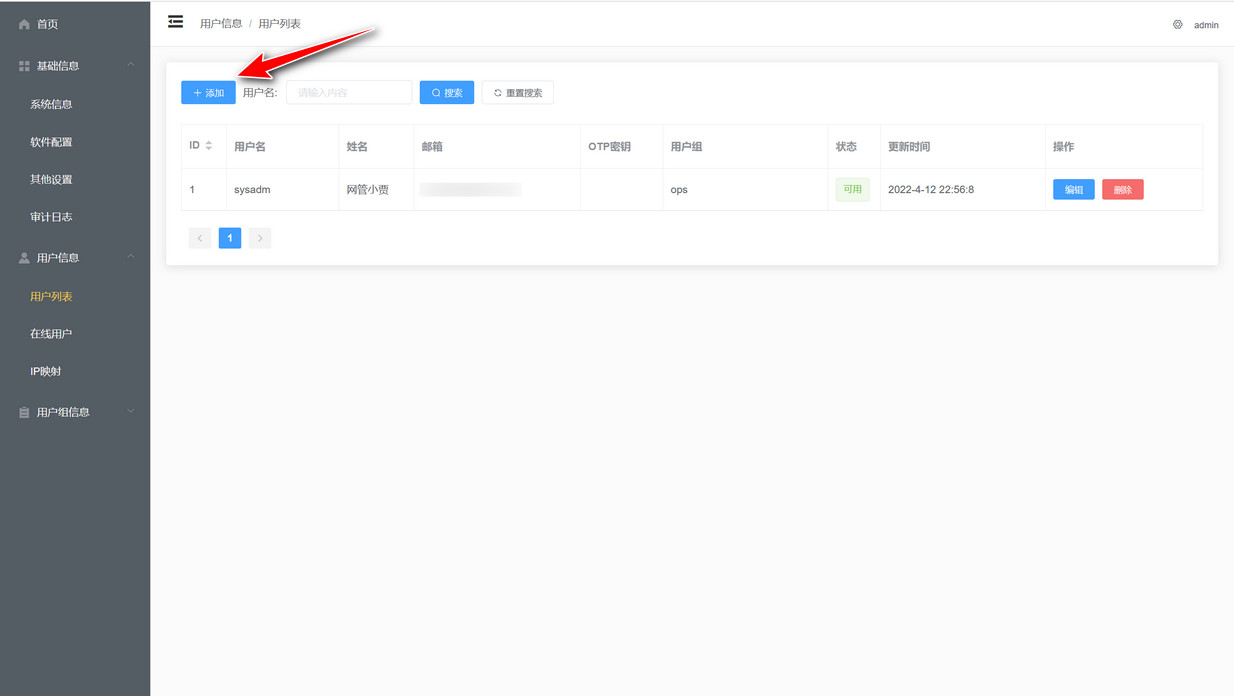 首页
基础信息
系统信息
软件配置
其他设置
审计日志
用户信息
用户列表
在线用户
IP映射
用户组信息
用户信息 / 用户列表
admin
添加 用户名: 请输入内容 搜索 重置搜索
ID 用户名 姓名 邮箱 OTP密钥 用户组 状态 更新时间 操作
1 sysadm 网管小贾 ops 可用 2022-4-12 22:56:8 编辑 删除
1